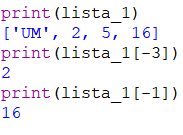 print(lista_1)
['UM', 2, 5, 16]
print(lista_1[-3])
2
print(lista_1[-1])
16